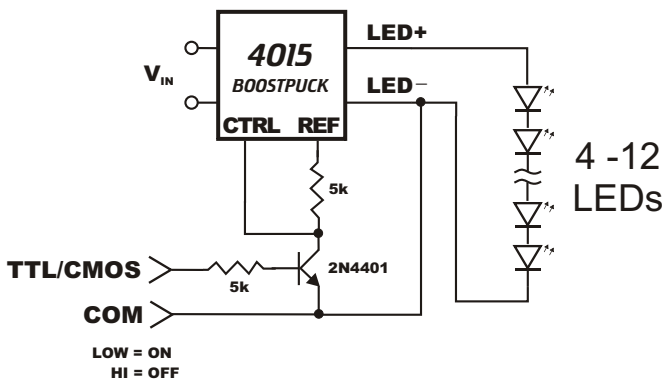 4015
BOOSTPUCK
LED+
LED−
V_IN
CTRL REF
5k
4 -12
LEDs
TTL/CMOS
5k
2N4401
COM
LOW = ON
HI = OFF